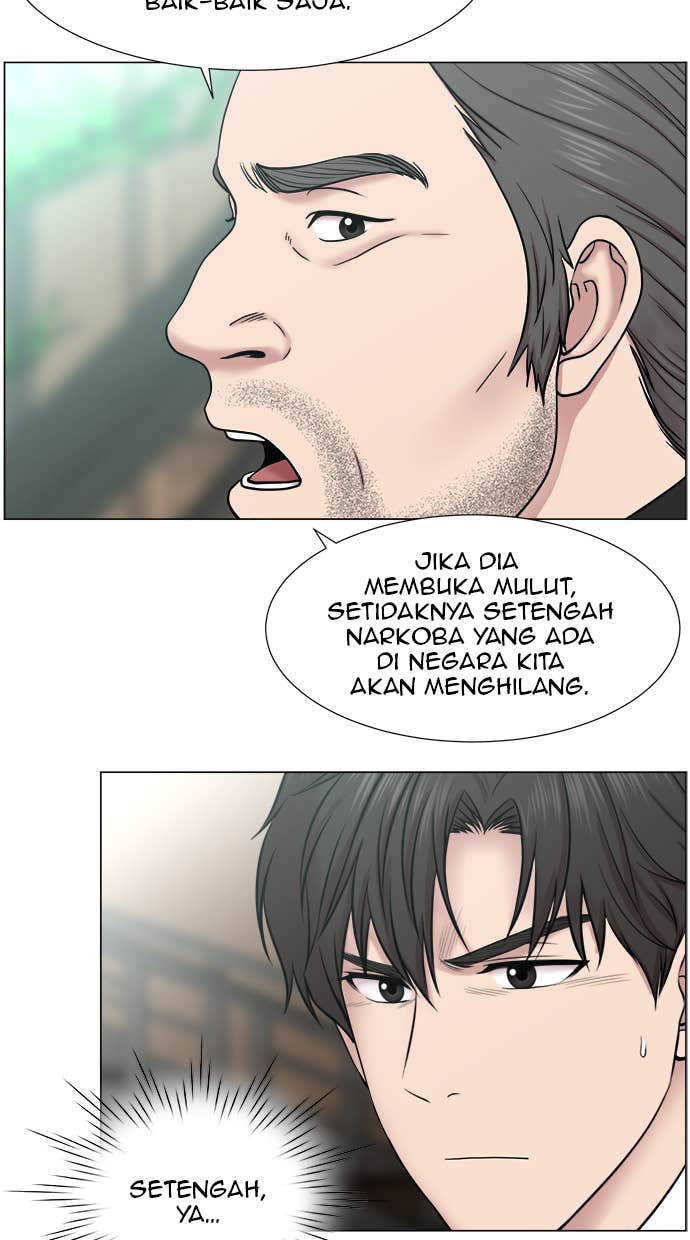 BAIK-BAIK SAJA.
JIKA DIA
MEMBUKA MULUT,
SETIDAKNYA SETENGAH
NARKOBA YANG ADA
DI NEGARA KITA
AKAN MENGHILANG.
SETENGAH,
YA...